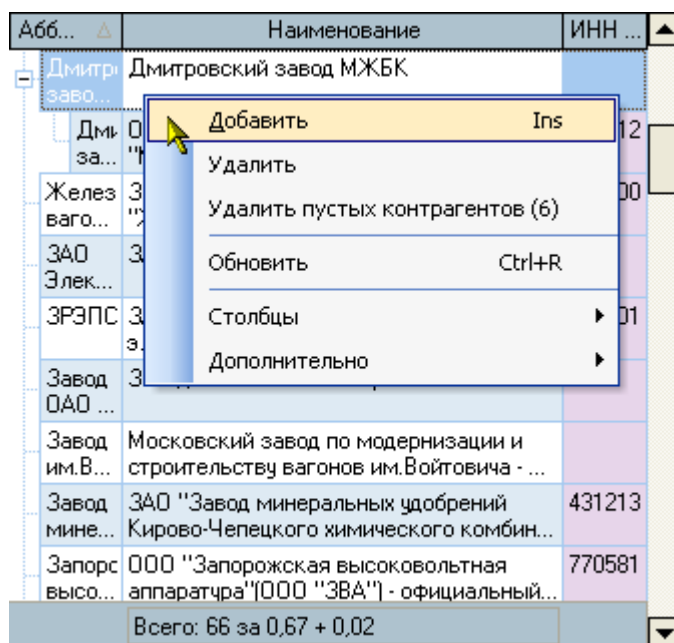 Абб... Наименование ИНН ...
Дмитр Дмитровский завод МЖБК
заво...
Добавить Ins
Дми 12
за...
Удалить
Желез 00
ваго...
Удалить пустых контрагентов (6)
ЗАО
Обновить Ctrl+R
Элек...
ЗРЭПС 01
Столбцы
Дополнительно
Завод
ОАО ...
Завод Московский завод по модернизации и
им.В... строительству вагонов им.Войтовича - ...
Завод ЗАО "Завод минеральных удобрений 431213
мине... Кирово-Чепецкого химического комбин...
Запорс ООО "Запорожская высоковольтная 770581
высо... аппаратура"(ООО "ЗВА") - официальный...
Всего: 66 за 0,67 + 0,02